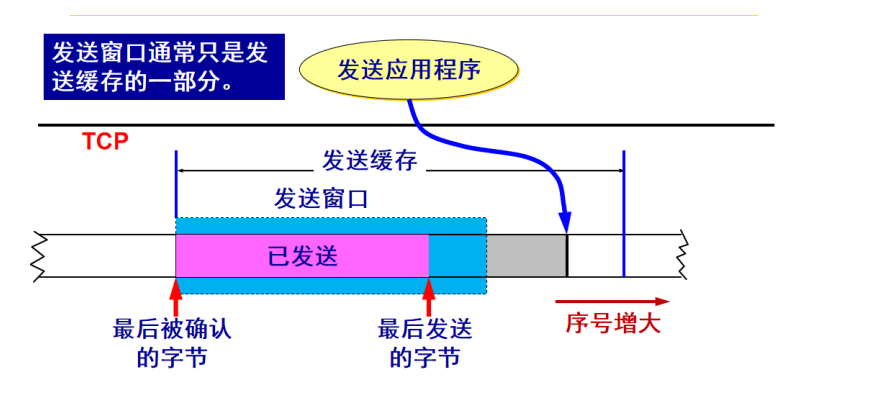 发送窗口通常只是发
送缓存的一部分。
发送应用程序
TCP
发送缓存
发送窗口
已发送
最后被确认
的字节
最后发送
的字节
序号增大